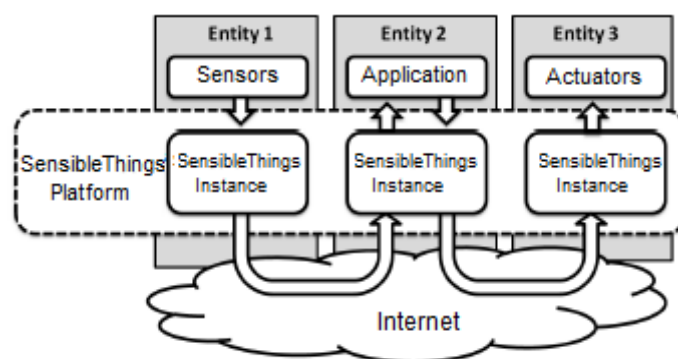 Entity 1
Entity 2
Entity 3
Sensors
Application
Actuators
SensibleThings
Platform
SensibleThings
Instance
SensibleThings
Instance
SensibleThings
Instance
Internet